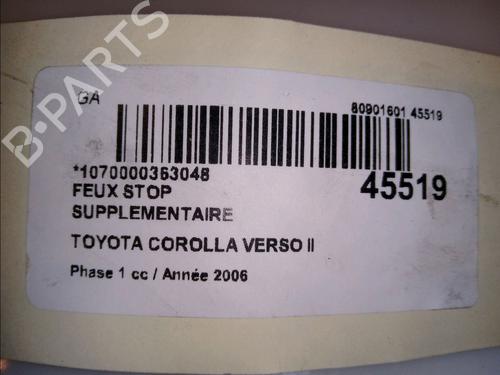 B-PARTS
GA
80901601 45519
*1070000363048
45519
FEUX STOP
SUPPLEMENTAIRE
TOYOTA COROLLA VERSO II
Phase 1 cc / Année 2006